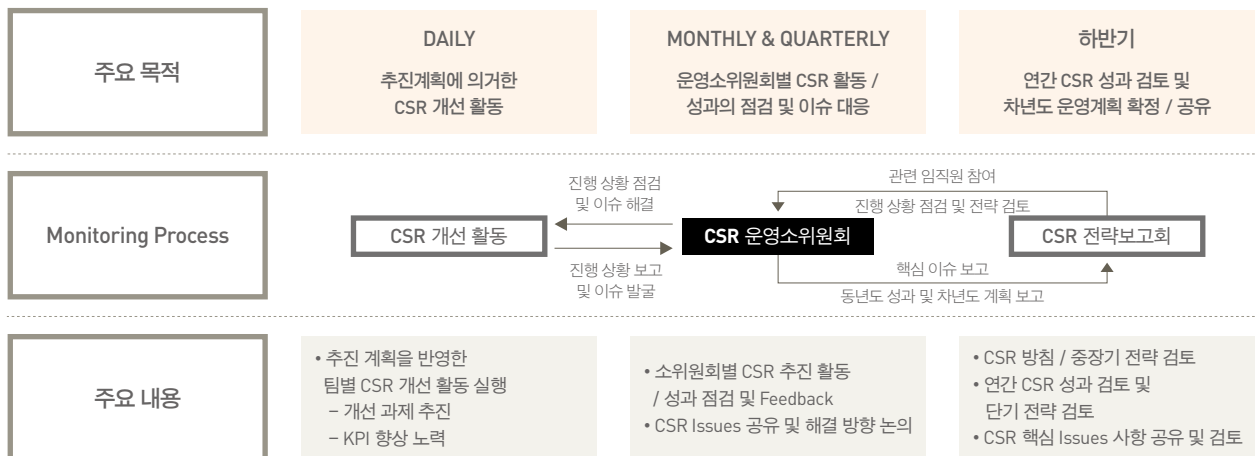 주요 목적
DAILY
추진계획에 의거한
CSR 개선 활동
MONTHLY & QUARTERLY
운영소위원회별 CSR 활동 /
성과의 점검 및 이슈 대응
하반기
연간 CSR 성과 검토 및
차년도 운영계획 확정 / 공유
Monitoring Process
CSR 개선 활동
진행 상황 점검
및 이슈 해결
진행 상황 보고
및 이슈 발굴
CSR 운영소위원회
관련 임직원 참여
진행 상황 점검 및 전략 검토
핵심 이슈 보고
동년도 성과 및 차년도 계획 보고
CSR 전략보고회
주요 내용
• 추진 계획을 반영한
팀별 CSR 개선 활동 실행
– 개선 과제 추진
– KPI 향상 노력
• 소위원회별 CSR 추진 활동
/ 성과 점검 및 Feedback
• CSR Issues 공유 및 해결 방향 논의
• CSR 방침 / 중장기 전략 검토
• 연간 CSR 성과 검토 및
단기 전략 검토
• CSR 핵심 Issues 사항 공유 및 검토